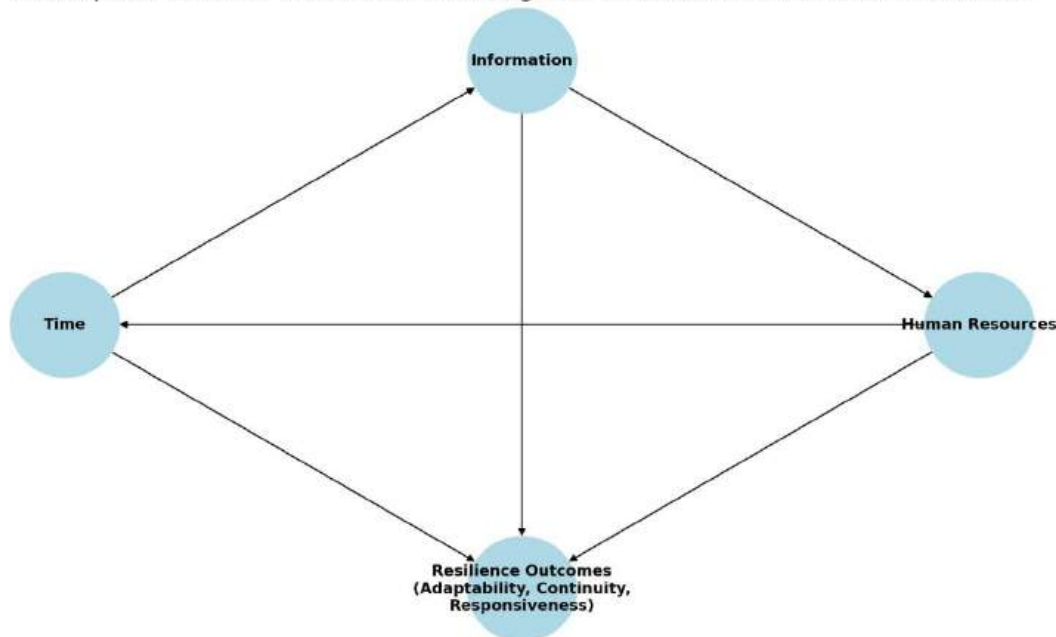 Information
Time
Human Resources
Resilience Outcomes
(Adaptability, Continuity,
Responsiveness)